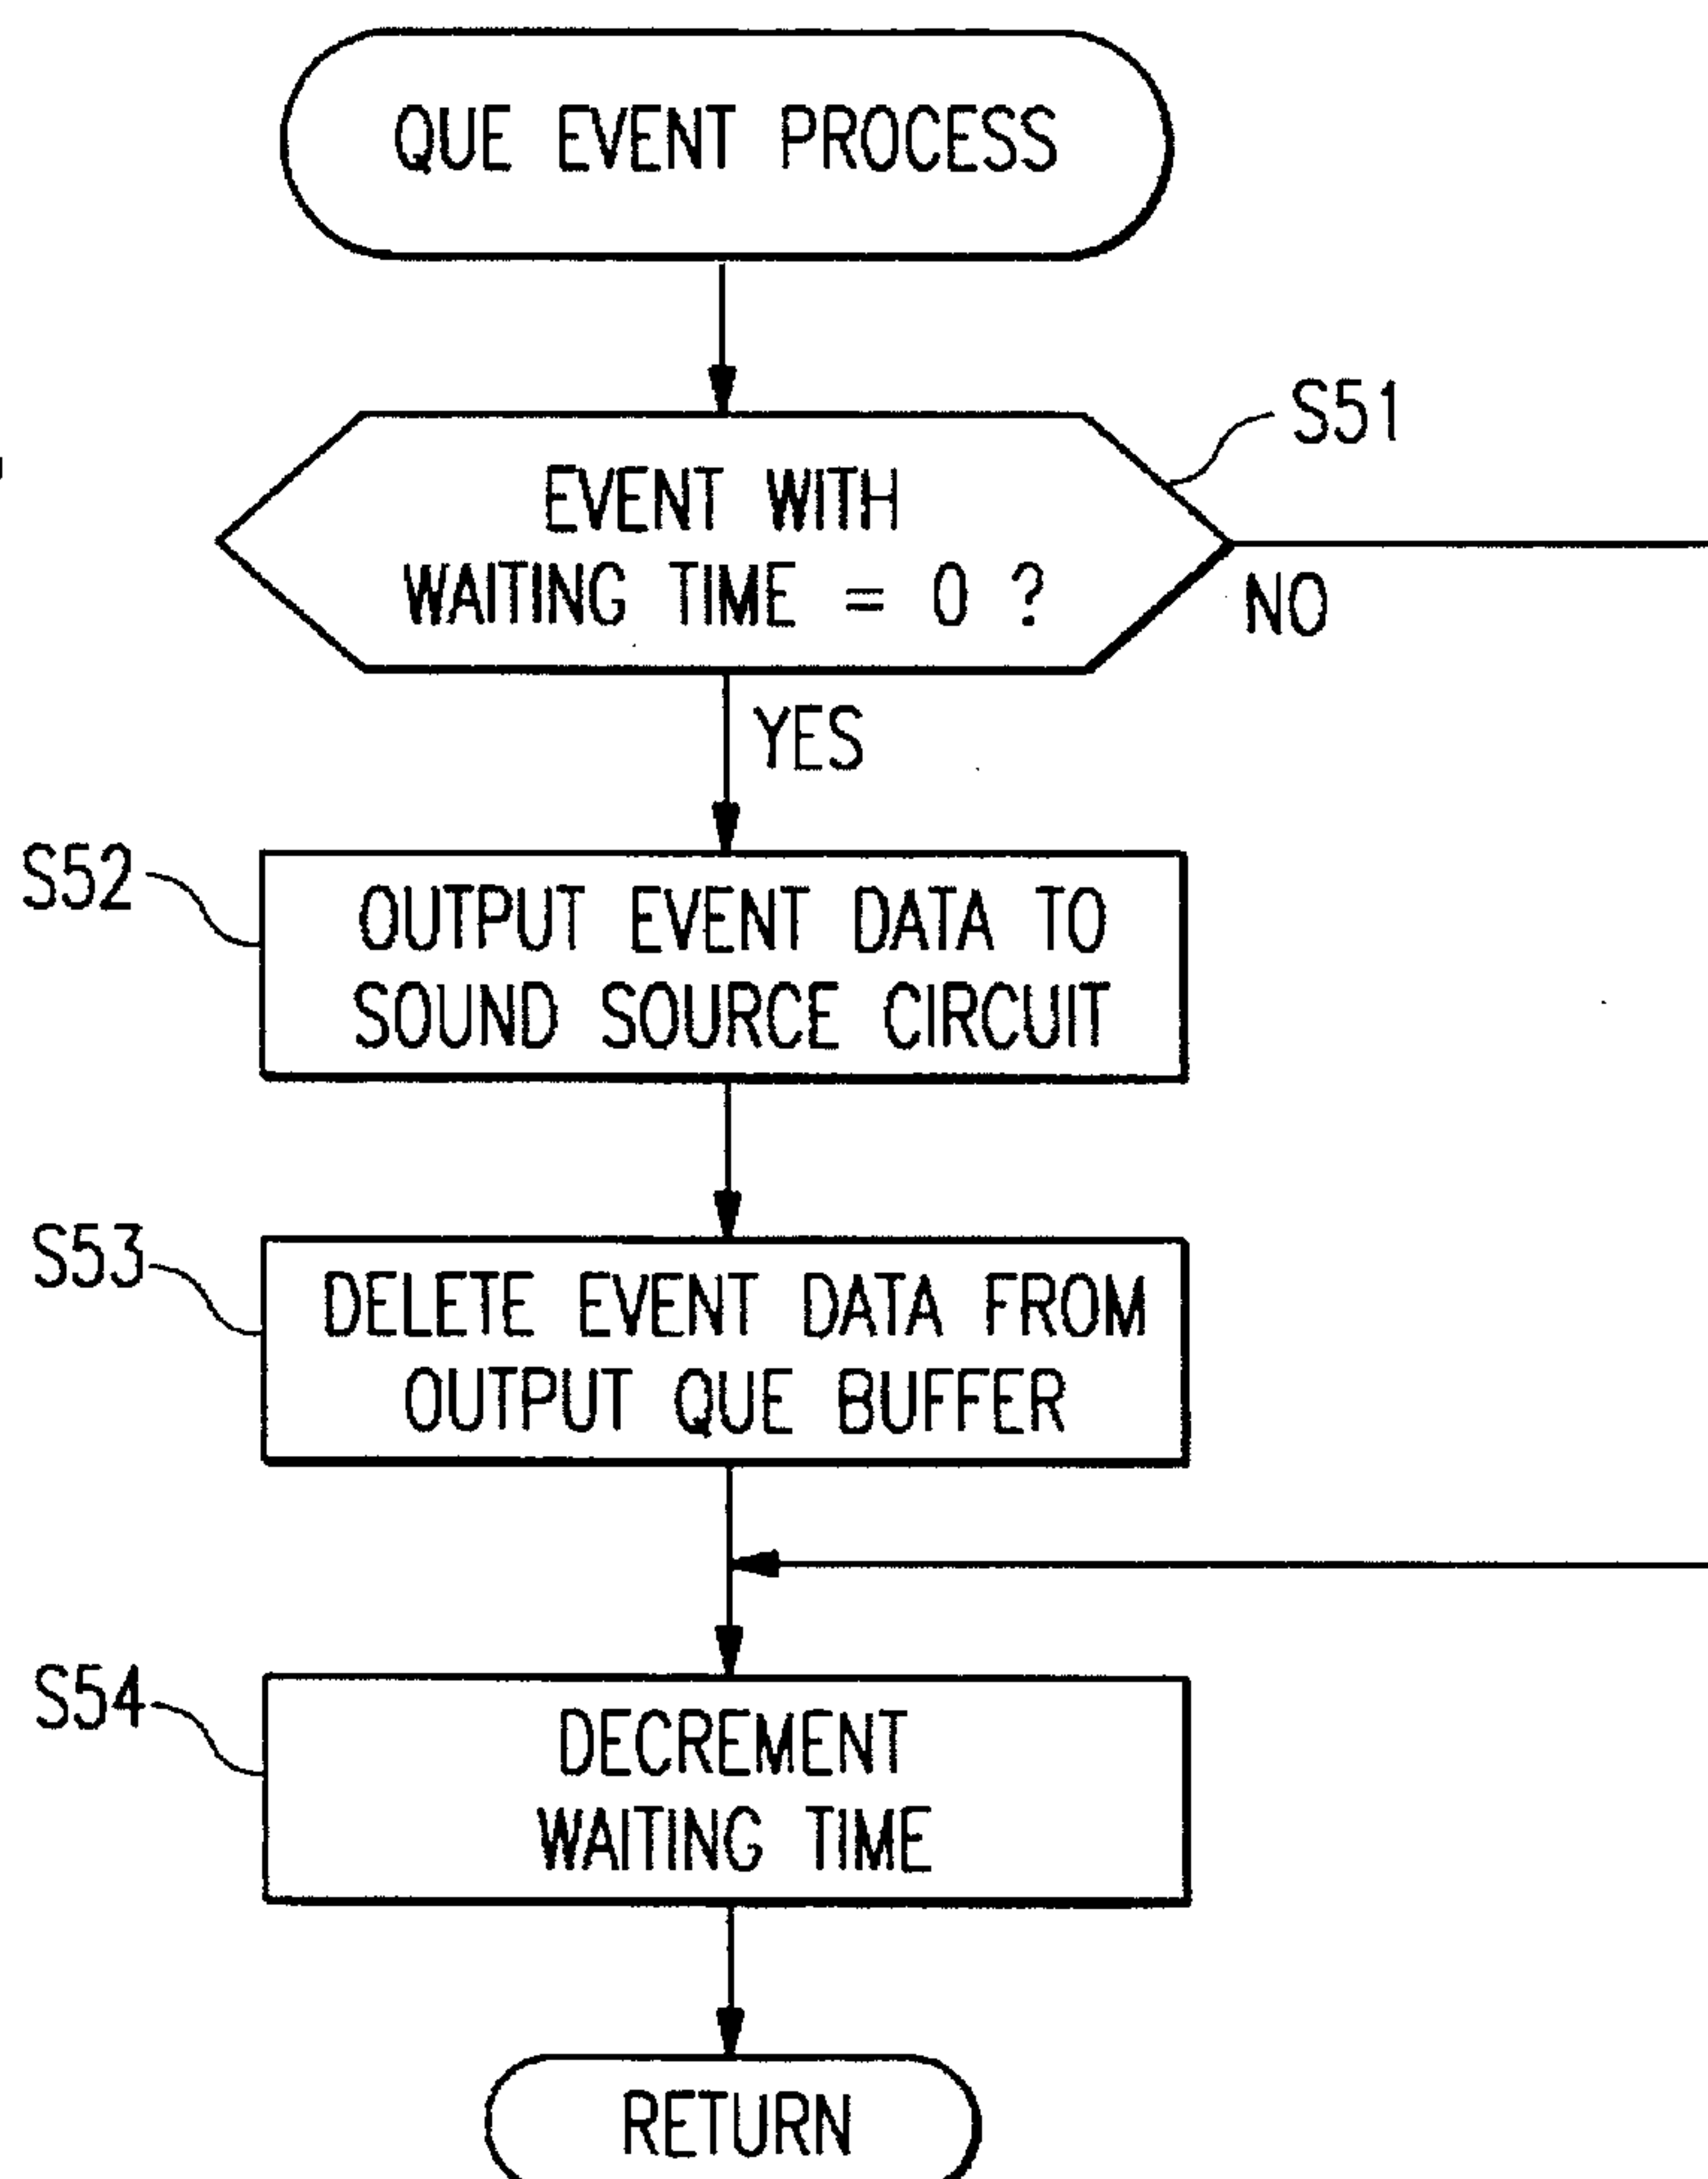 QUE EVENT PROCESS
S51
EVENT WITH
WAITING TIME = 0 ?
NO
YES
S52
OUTPUT EVENT DATA TO
SOUND SOURCE CIRCUIT
S53
DELETE EVENT DATA FROM
OUTPUT QUE BUFFER
S54
DECREMENT
WAITING TIME
RETURN